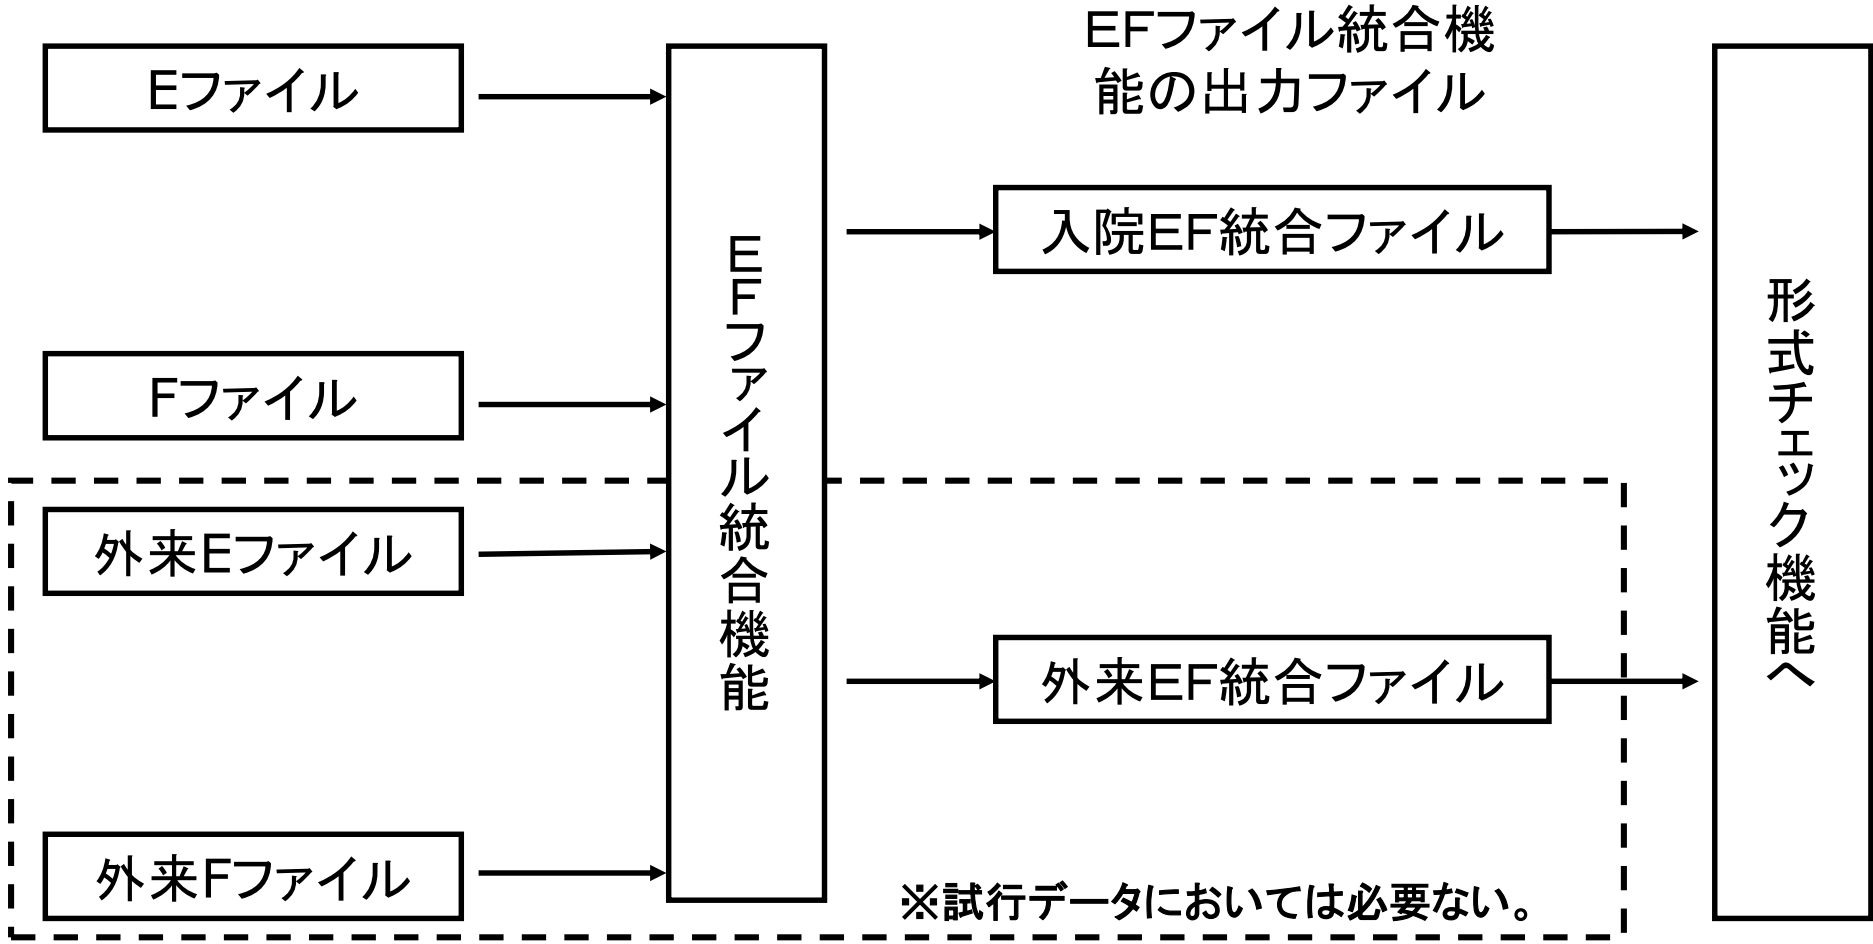 EFファイル統合機
能の出力ファイル
Eファイル
Fファイル
外来Eファイル
外来Fファイル
EFファイル統合機能
入院EF統合ファイル
外来EF統合ファイル
形式チェック機能へ
※試行データにおいては必要ない。